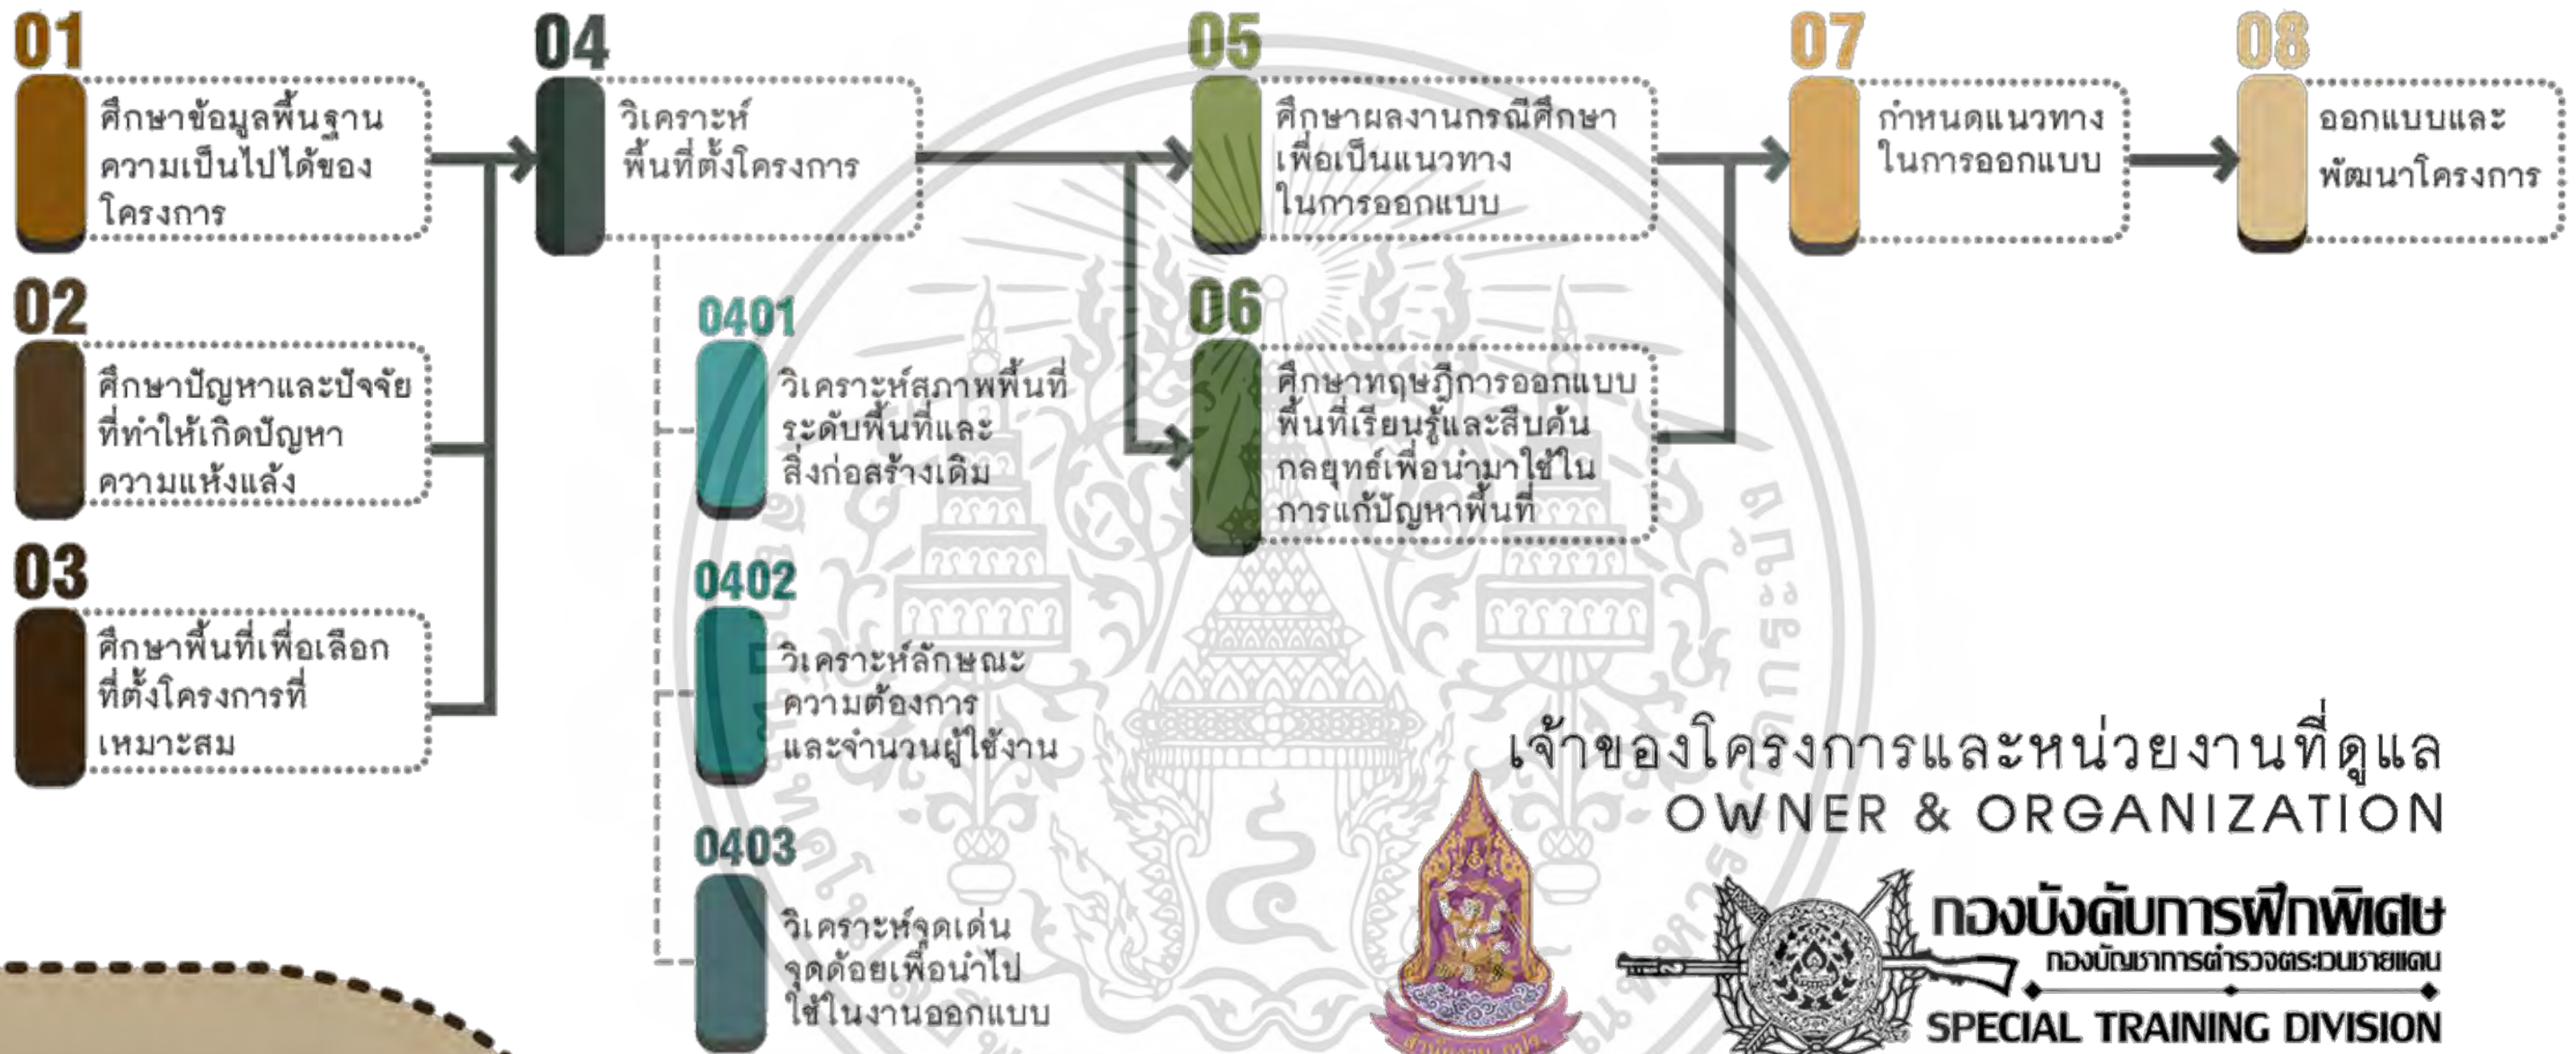 01
ศึกษาข้อมูลพื้นฐาน
ความเป็นไปได้ของ
โครงการ
02
ศึกษาปัญหาและปัจจัย
ที่ทำให้เกิดปัญหา
ความแห้งแล้ง
03
ศึกษาพื้นที่เพื่อเลือก
ที่ตั้งโครงการที่
เหมาะสม
04
วิเคราะห์
พื้นที่ตั้งโครงการ
0401
วิเคราะห์สภาพพื้นที่
ระดับพื้นที่และ
สิ่งก่อสร้างเดิม
0402
วิเคราะห์ลักษณะ
ความต้องการ
และจำนวนผู้ใช้งาน
0403
วิเคราะห์จุดเด่น
จุดด้อยเพื่อนำไป
ใช้ในงานออกแบบ
05
ศึกษาผลงานกรณีศึกษา
เพื่อเป็นแนวทาง
ในการออกแบบ
06
ศึกษาทฤษฎีการออกแบบ
พื้นที่เรียนรู้และสืบค้น
กลยุทธ์เพื่อนำมาใช้ใน
การแก้ปัญหาพื้นที่
07
กำหนดแนวทาง
ในการออกแบบ
08
ออกแบบและ
พัฒนาโครงการ
เจ้าของโครงการและหน่วยงานที่ดูแล
OWNER & ORGANIZATION
สำนักงาน กปร.
กองบังคับการฝึกพิเศษ
กองบัญชาการตำรวจตระเวนชายแดน
SPECIAL TRAINING DIVISION